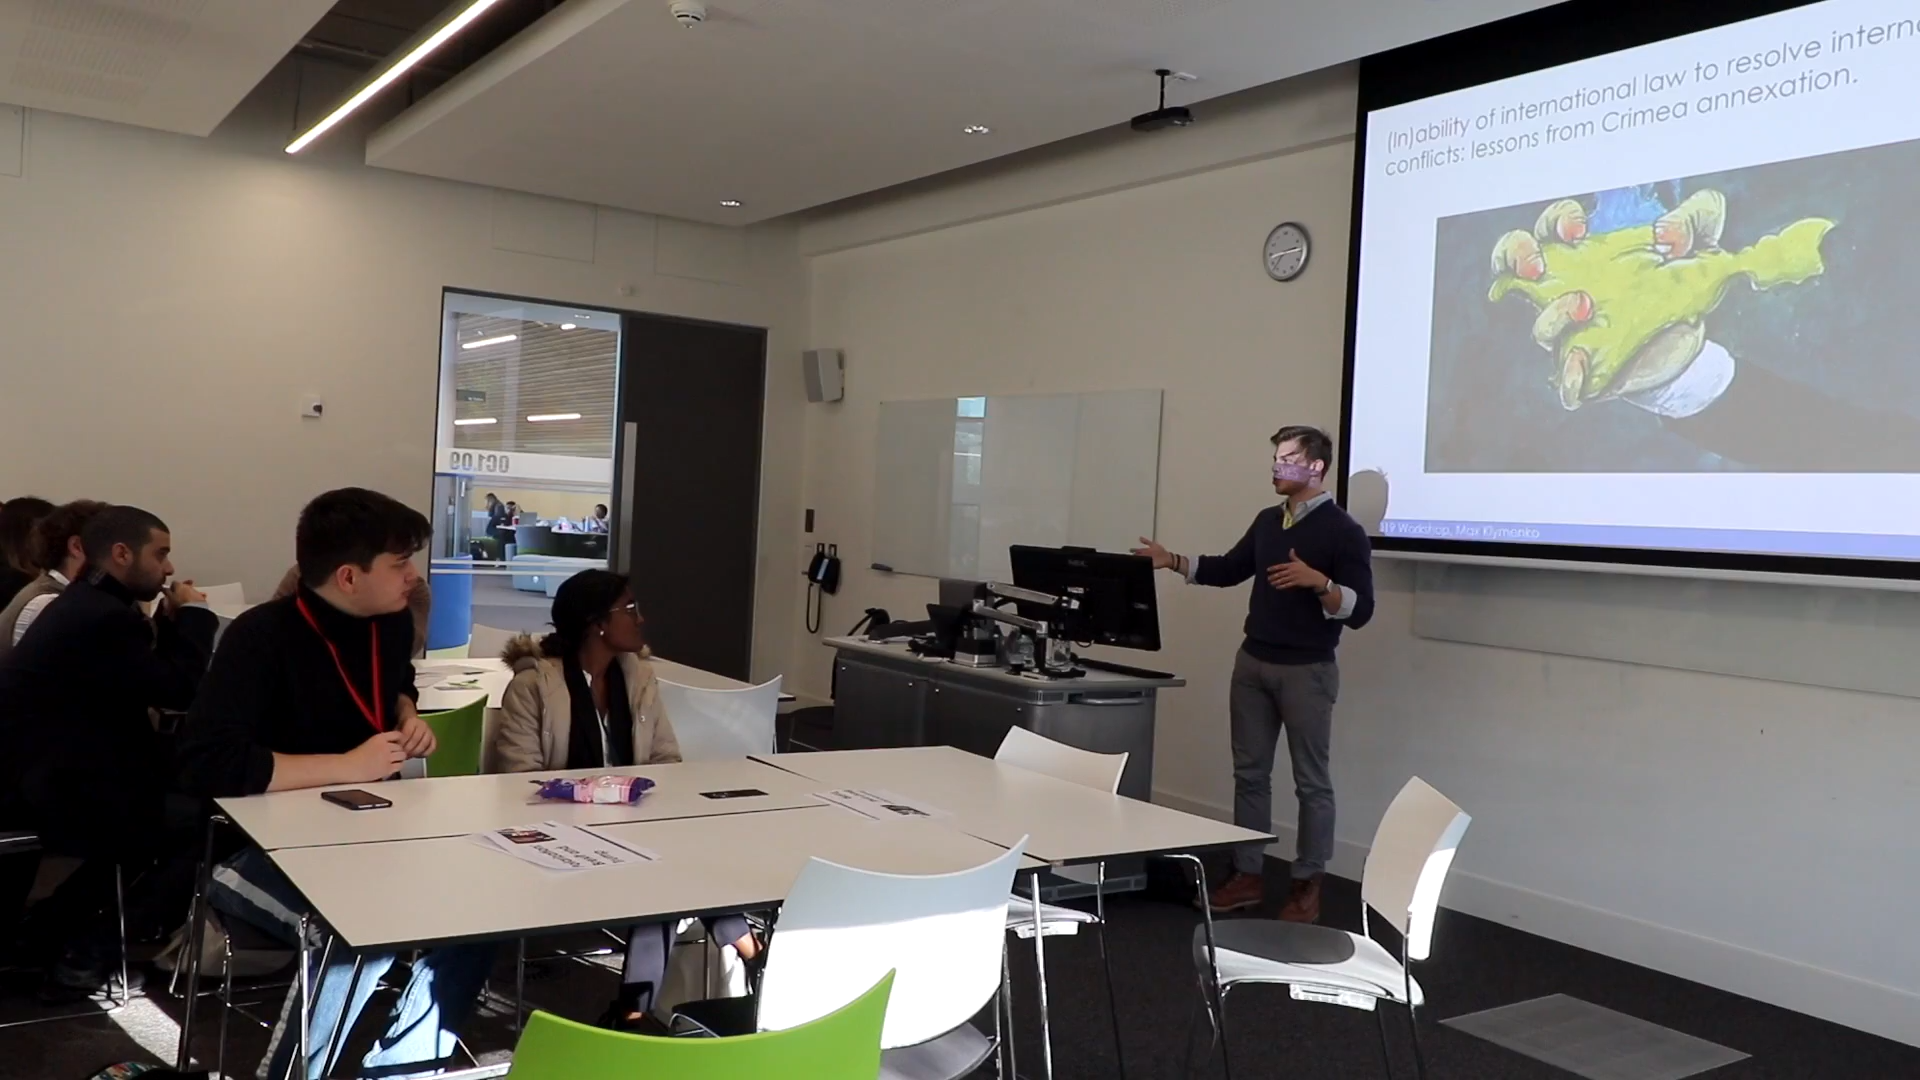 (In)ability of international law to resolve intern
conflicts: lessons from Crimea annexation.
19 Workshop, Max Klymenko
OC1.09